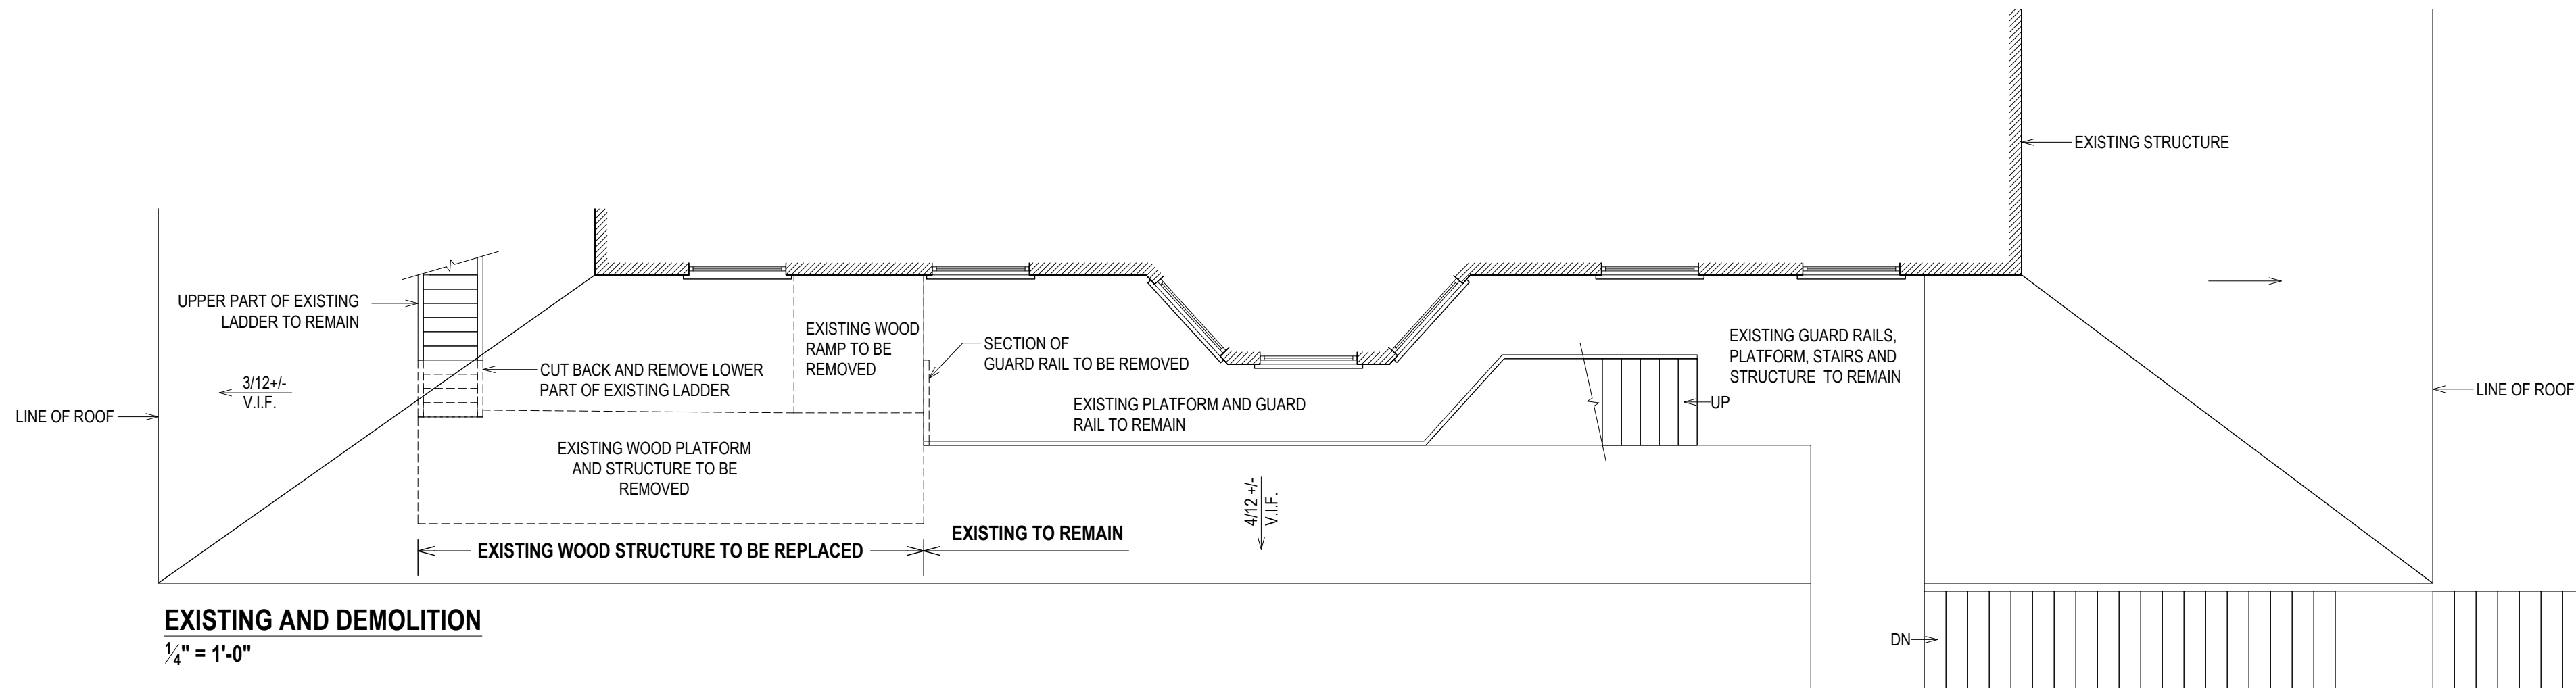 EXISTING STRUCTURE
UPPER PART OF EXISTING
LADDER TO REMAIN
3/12+/-
V.I.F.
LINE OF ROOF
CUT BACK AND REMOVE LOWER
PART OF EXISTING LADDER
EXISTING WOOD
RAMP TO BE
REMOVED
SECTION OF
GUARD RAIL TO BE REMOVED
EXISTING PLATFORM AND GUARD
RAIL TO REMAIN
UP
EXISTING GUARD RAILS,
PLATFORM, STAIRS AND
STRUCTURE TO REMAIN
LINE OF ROOF
EXISTING WOOD PLATFORM
AND STRUCTURE TO BE
REMOVED
4/12 +/-
V.I.F.
EXISTING WOOD STRUCTURE TO BE REPLACED
EXISTING TO REMAIN
EXISTING AND DEMOLITION
1/4" = 1'-0"
DN